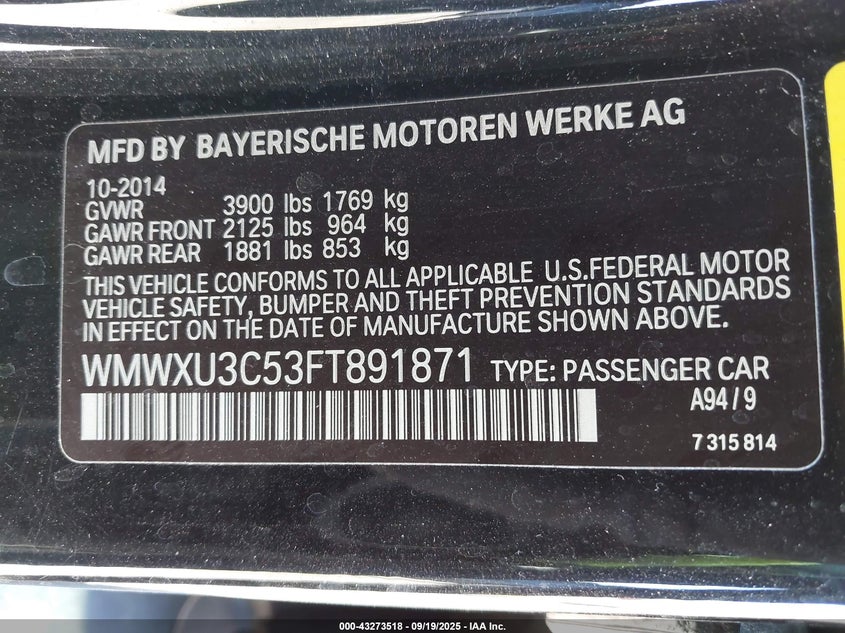 MFD BY BAYERISCHE MOTOREN WERKE AG
10-2014
GVWR 3900 lbs 1769 kg
GAWR FRONT 2125 lbs 964 kg
GAWR REAR 1881 lbs 853 kg
THIS VEHICLE CONFORMS TO ALL APPLICABLE U.S.FEDERAL MOTOR
VEHICLE SAFETY, BUMPER AND THEFT PREVENTION STANDARDS
IN EFFECT ON THE DATE OF MANUFACTURE SHOWN ABOVE.
WMWXU3C53FT891871 TYPE: PASSENGER CAR
A94 / 9
7 315 814
000-43273518 - 09/19/2025 - IAA Inc.